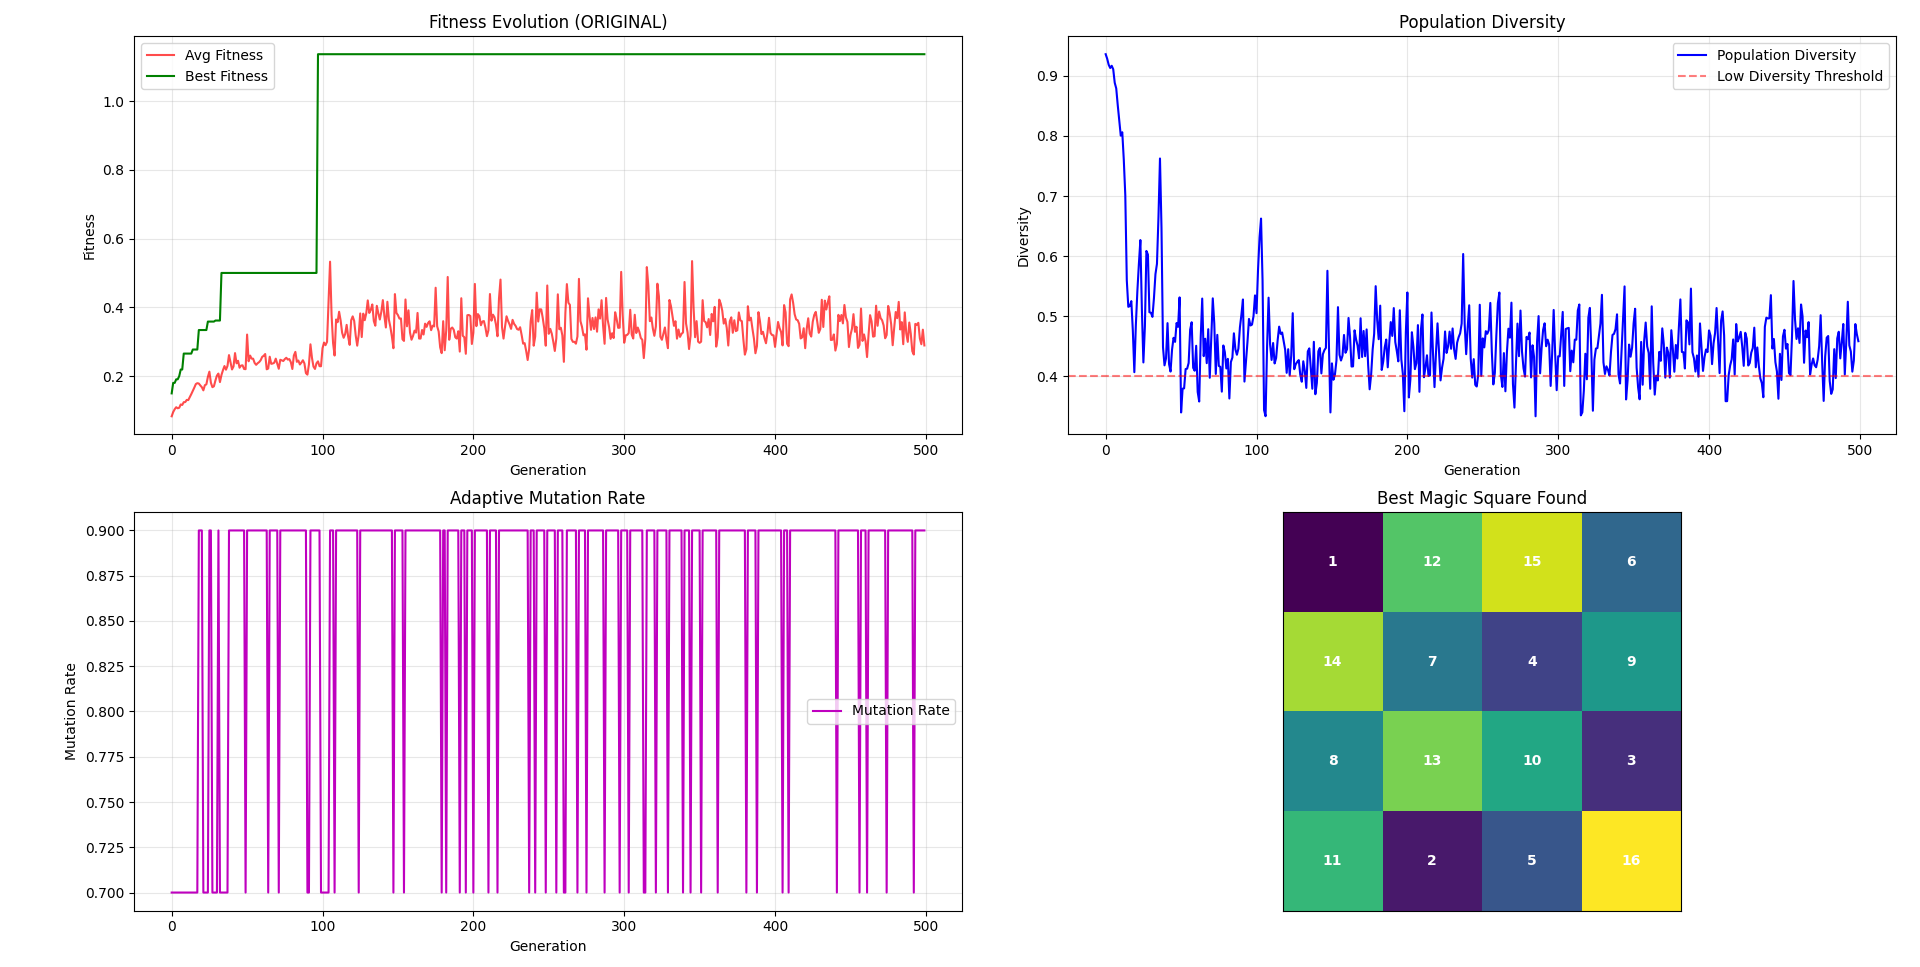 Fitness Evolution (ORIGINAL)
Avg Fitness
Best Fitness
Fitness
1.0
0.8
0.6
0.4
0.2
0 100 200 300 400 500
Generation
Population Diversity
Population Diversity
Low Diversity Threshold
Diversity
0.9
0.8
0.7
0.6
0.5
0.4
0 100 200 300 400 500
Generation
Adaptive Mutation Rate
Mutation Rate
Mutation Rate
0.900
0.875
0.850
0.825
0.800
0.775
0.750
0.725
0.700
0 100 200 300 400 500
Generation
Best Magic Square Found
1 12 15 6
14 7 4 9
8 13 10 3
11 2 5 16